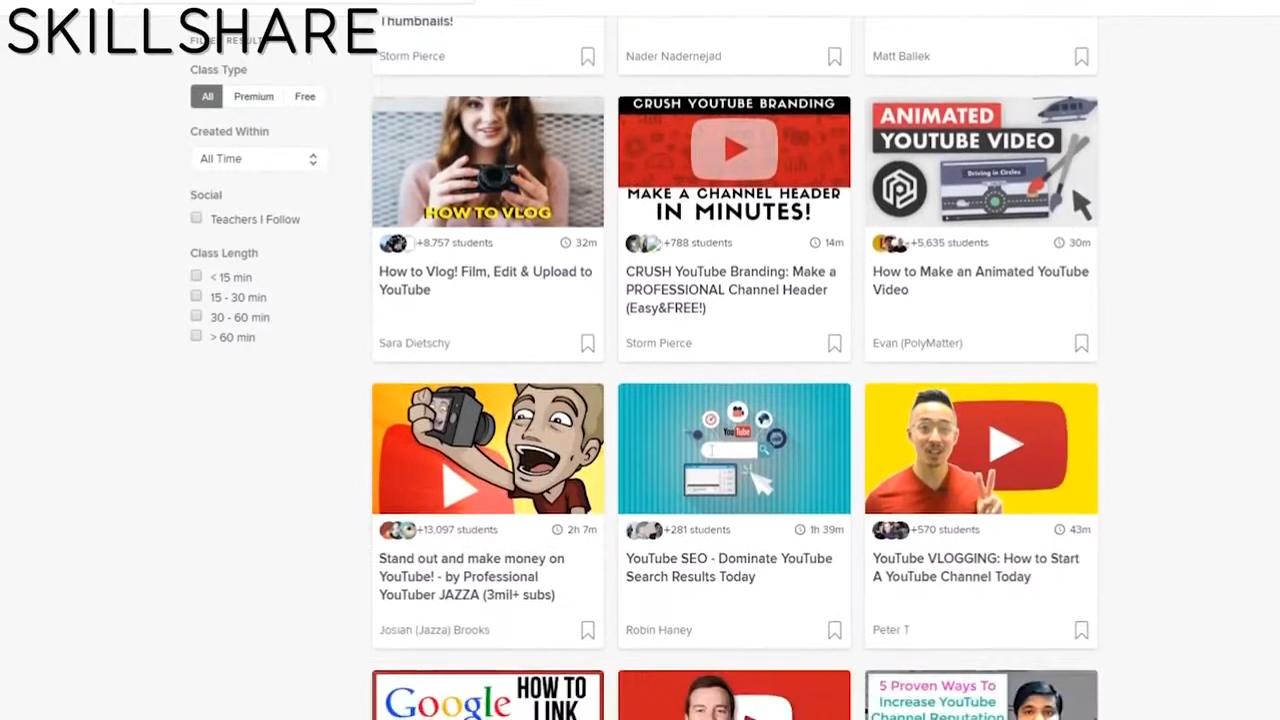 SKILLSHARE
Thumbnails!
Storm Pierce
Nader Nadernejad
Matt Ballek
Class Type
All
Premium
Free
Created Within
All Time
Social
Teachers I Follow
Class Length
< 15 min
15 - 30 min
30 - 60 min
> 60 min
HOW TO VLOG
+8,757 students
32m
How to Vlog! Film, Edit & Upload to
YouTube
Sara Dietschy
CRUSH YOUTUBE BRANDING
MAKE A CHANNEL HEADER
IN MINUTES!
+788 students
14m
CRUSH YouTube Branding: Make a
PROFESSIONAL Channel Header
(Easy&FREE!)
Storm Pierce
ANIMATED
YOUTUBE VIDEO
Driving in Circles
+5,635 students
30m
How to Make an Animated YouTube
Video
Evan (PolyMatter)
+13,097 students
2h 7m
Stand out and make money on
YouTube! - by Professional
YouTuber JAZZA (3mil+ subs)
Josiah (Jazza) Brooks
YouTube
+281 students
1h 39m
YouTube SEO - Dominate YouTube
Search Results Today
Robin Haney
+570 students
43m
YouTube VLOGGING: How to Start
A YouTube Channel Today
Peter T
Google
HOW TO
LINK
5 Proven Ways To
Increase YouTube
Channel Reputation